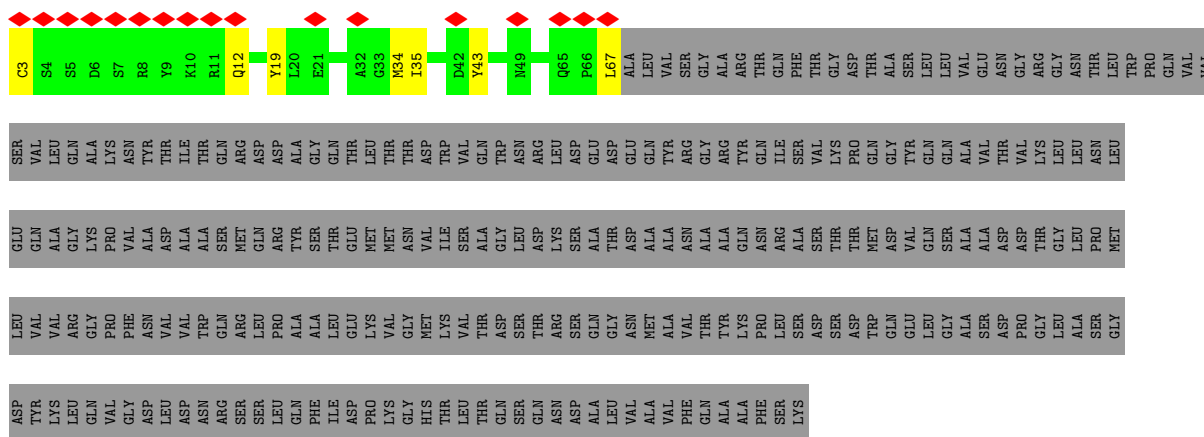 C3 S4 S5 D6 S7 R8 Y9 K10 R11 Q12 Y19 L20 E21 A32 G33 M34 I35 D42 Y43 N49 Q65 P66 L67 ALA LEU VAL SER GLY ALA ARG THR GLN PHE THR GLY ASP THR ALA SER LEU LEU VAL GLU ASN GLY ARG GLY ASN THR LEU TRP PRO GLN VAL VAL
SER VAL LEU GLN ALA LYS ASN TYR THR ILE THR GLN ARG ASP ASP ALA GLY GLN THR LEU THR THR ASP TRP VAL GLN TRP ASN ARG LEU ASP GLU ASP GLU GLN TYR ARG GLY ARG TYR GLN ILE SER VAL LYS PRO GLN GLY TYR GLN GLN ALA VAL THR VAL LYS LEU LEU ASN LEU
GLU GLN ALA GLY LYS PRO VAL ALA ASP ALA ALA SER MET GLN ARG TYR SER THR GLU MET MET ASN VAL ILE SER ALA GLY LEU ASP LYS SER ALA THR ASP ALA ALA ASN ALA ALA GLN ASN ARG ALA SER THR THR MET ASP VAL GLN SER ALA ALA ASP ASP THR GLY LEU PRO MET
LEU VAL VAL ARG GLY PRO PHE ASN VAL VAL TRP GLN ARG LEU PRO ALA ALA LEU GLU LYS VAL GLY MET LYS VAL THR ASP SER THR ARG SER GLN GLY ASN MET ALA VAL THR TYR LYS PRO LEU SER ASP SER ASP TRP GLN GLU LEU GLY ALA SER ASP PRO GLY LEU ALA SER GLY
ASP TYR LYS LEU GLN VAL GLY ASP LEU ASP ASN ARG SER SER LEU GLN PHE ILE ASP PRO LYS GLY HIS THR LEU THR GLN SER GLN ASN ASP ALA LEU VAL ALA VAL PHE GLN ALA ALA PHE SER LYS